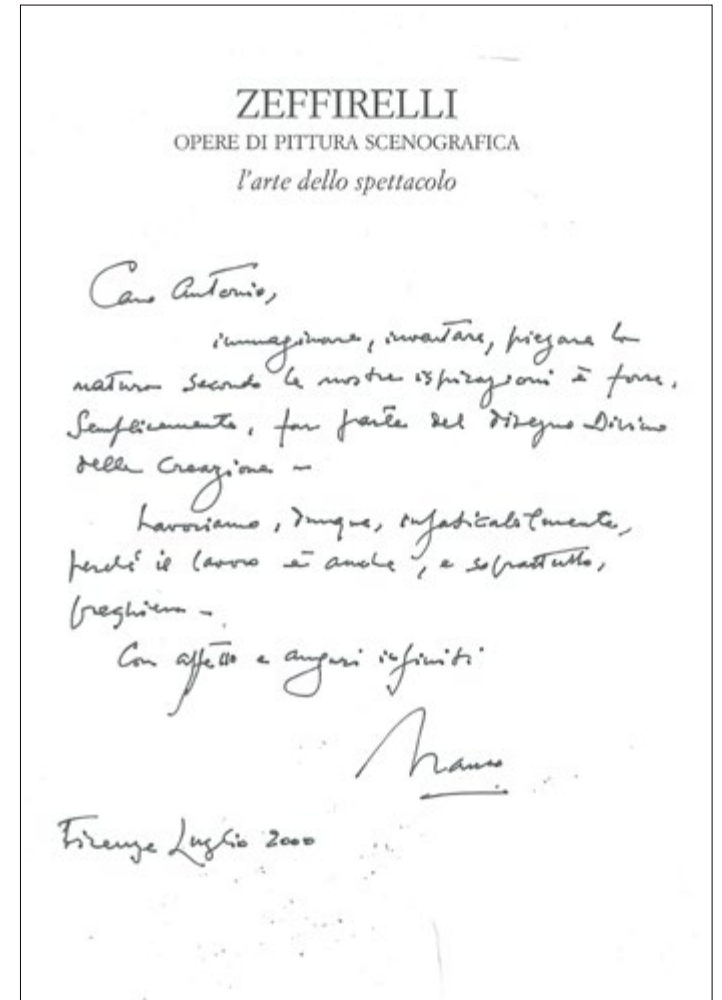 ZEFFIRELLI
OPERE DI PITTURA SCENOGRAFICA
l'arte dello spettacolo
Caro Antonio,
immaginare, inventare, piegare la
natura secondo le nostre ispirazioni è forse,
semplicemente, far parte del disegno Divino
della Creazione –
Lavoriamo, dunque, infaticabilmente,
perché il lavoro è anche, e soprattutto,
preghiera –
Con affetto e auguri infiniti
Franco
Firenze Luglio 2000